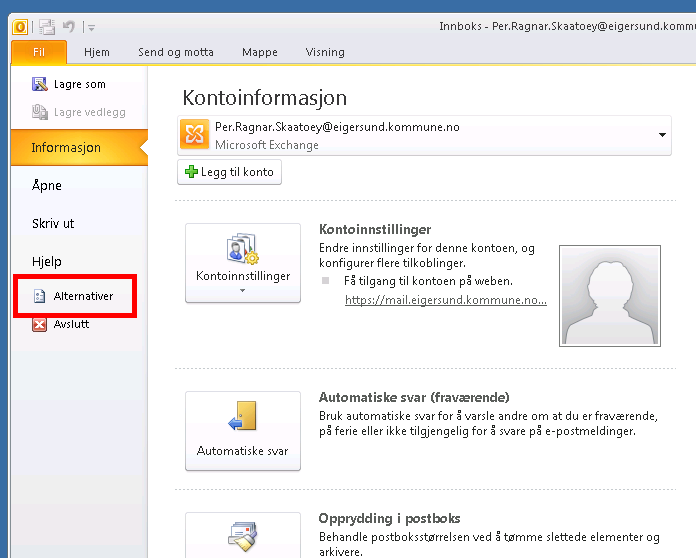 Innboks - Per.Ragnar.Skaatoey@eigersund.kommu
Fil Hjem Send og motta Mappe Visning
Lagre som
Lagre vedlegg
Informasjon
Åpne
Skriv ut
Hjelp
Alternativer
Avslutt
Kontoinformasjon
Per.Ragnar.Skaatoey@eigersund.kommune.no
Microsoft Exchange
Legg til konto
Kontoinnstillinger
Kontoinnstillinger
Endre innstillinger for denne kontoen, og
konfigurer flere tilkoblinger.
Få tilgang til kontoen på weben.
https://mail.eigersund.kommune.no...
Automatiske svar
Automatiske svar (fraværende)
Bruk automatiske svar for å varsle andre om at du er fraværende,
på ferie eller ikke tilgjengelig for å svare på e-postmeldinger.
Opprydding i postboks
Behandle postboksstørrelsen ved å tømme slettede elementer og
arkivere.